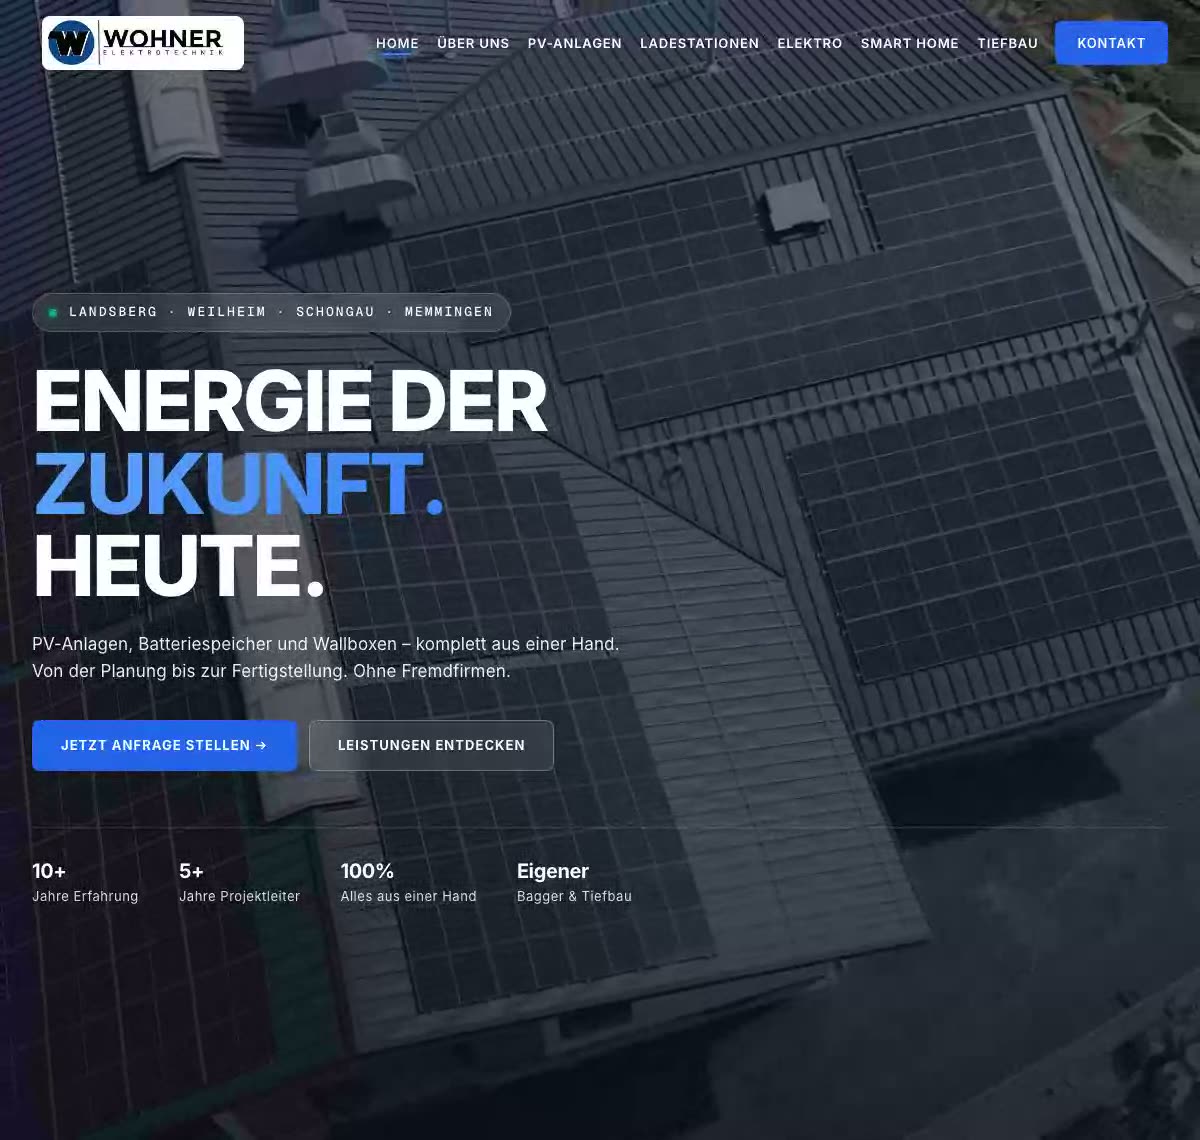 W WOHNER
ELEKTROTECHNIK
HOME ÜBER UNS PV-ANLAGEN LADESTATIONEN ELEKTRO SMART HOME TIEFBAU KONTAKT
LANDSBERG · WEILHEIM · SCHONGAU · MEMMINGEN
ENERGIE DER
ZUKUNFT.
HEUTE.
PV-Anlagen, Batteriespeicher und Wallboxen – komplett aus einer Hand.
Von der Planung bis zur Fertigstellung. Ohne Fremdfirmen.
JETZT ANFRAGE STELLEN → LEISTUNGEN ENTDECKEN
10+ 5+ 100% Eigener
Jahre Erfahrung Jahre Projektleiter Alles aus einer Hand Bagger & Tiefbau